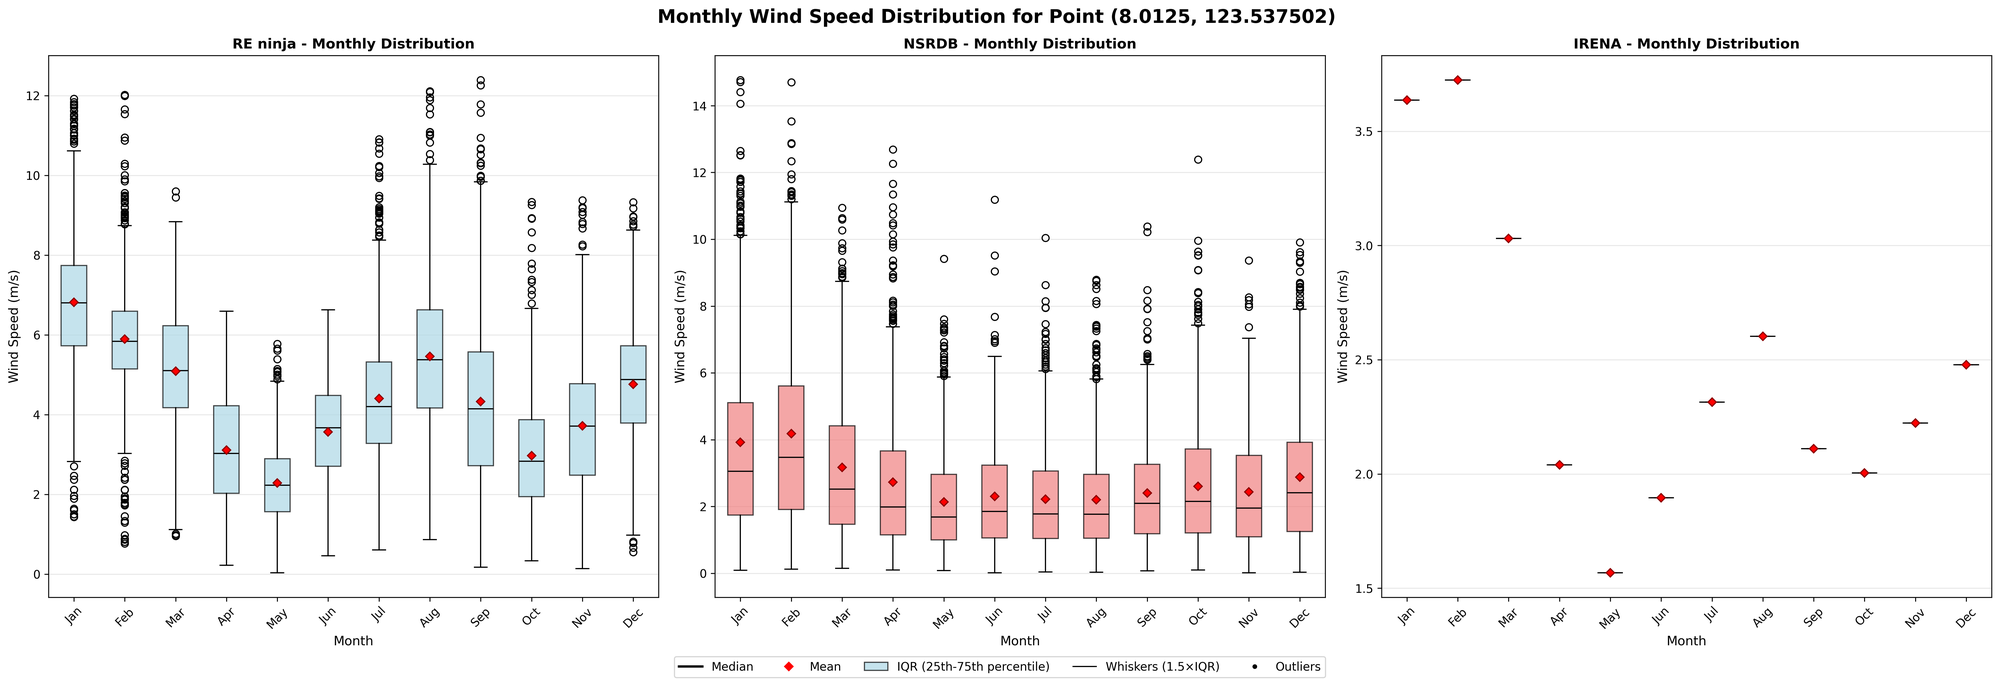 Monthly Wind Speed Distribution for Point (8.0125, 123.537502)
RE ninja - Monthly Distribution
Wind Speed (m/s)
12
10
8
6
4
2
0
Jan Feb Mar Apr May Jun Jul Aug Sep Oct Nov Dec
Month
NSRDB - Monthly Distribution
Wind Speed (m/s)
14
12
10
8
6
4
2
0
Jan Feb Mar Apr May Jun Jul Aug Sep Oct Nov Dec
Month
IRENA - Monthly Distribution
Wind Speed (m/s)
3.5
3.0
2.5
2.0
1.5
Jan Feb Mar Apr May Jun Jul Aug Sep Oct Nov Dec
Month
Median Mean IQR (25th-75th percentile) Whiskers (1.5×IQR) Outliers